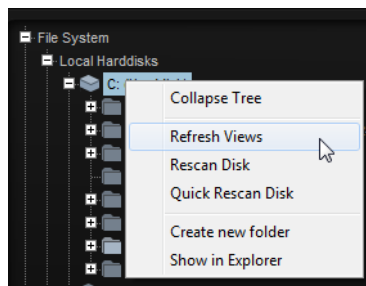 File System
Local Harddisks
C:
Collapse Tree
Refresh Views
Rescan Disk
Quick Rescan Disk
Create new folder
Show in Explorer